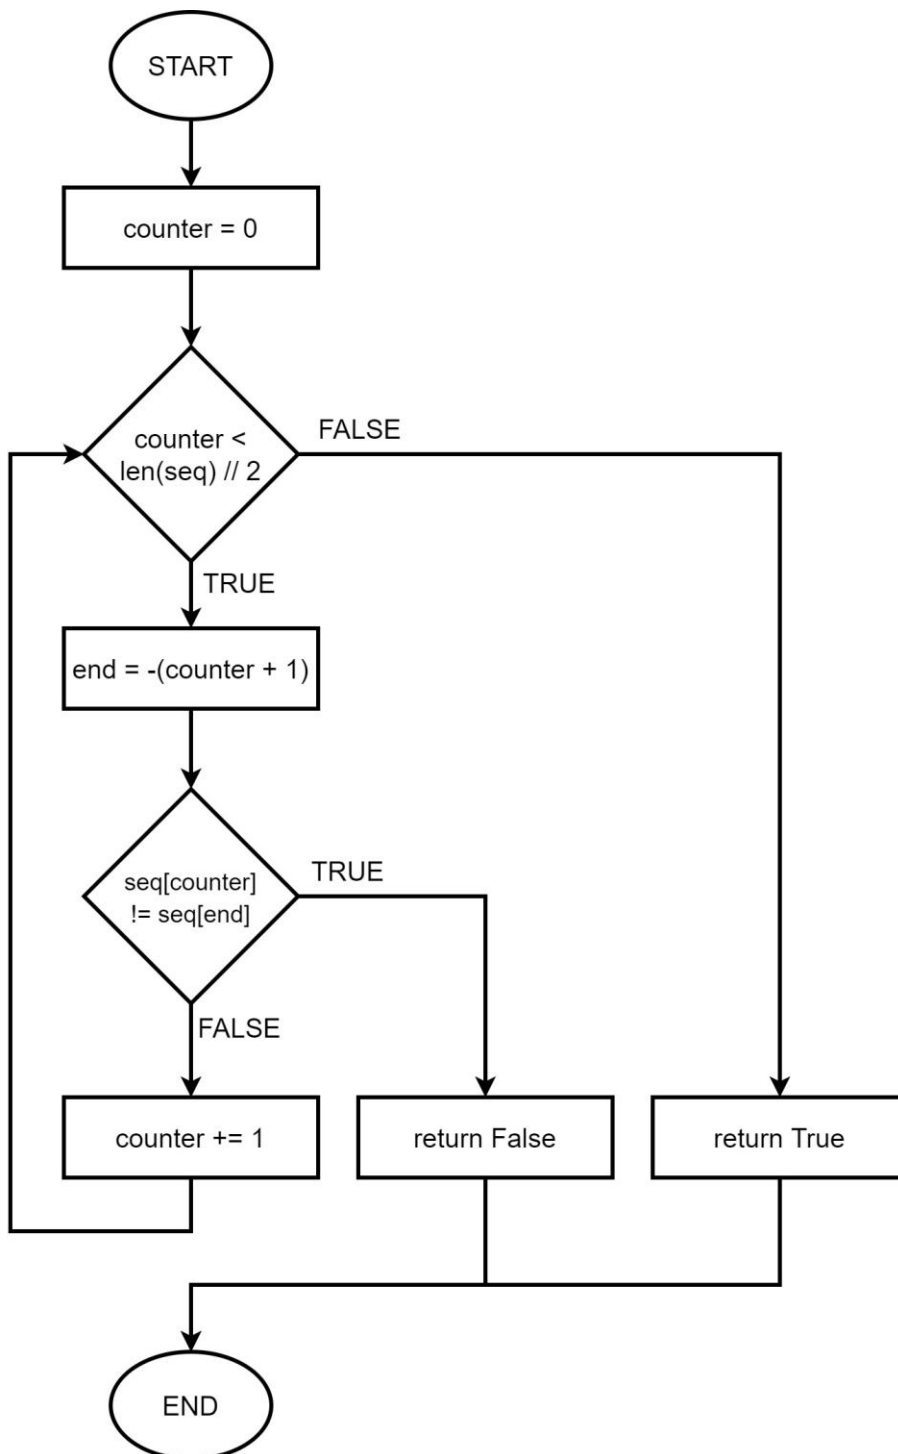 START
counter = 0
counter <
len(seq) // 2
FALSE
TRUE
end = -(counter + 1)
seq[counter]
!= seq[end]
TRUE
FALSE
counter += 1
return False
return True
END